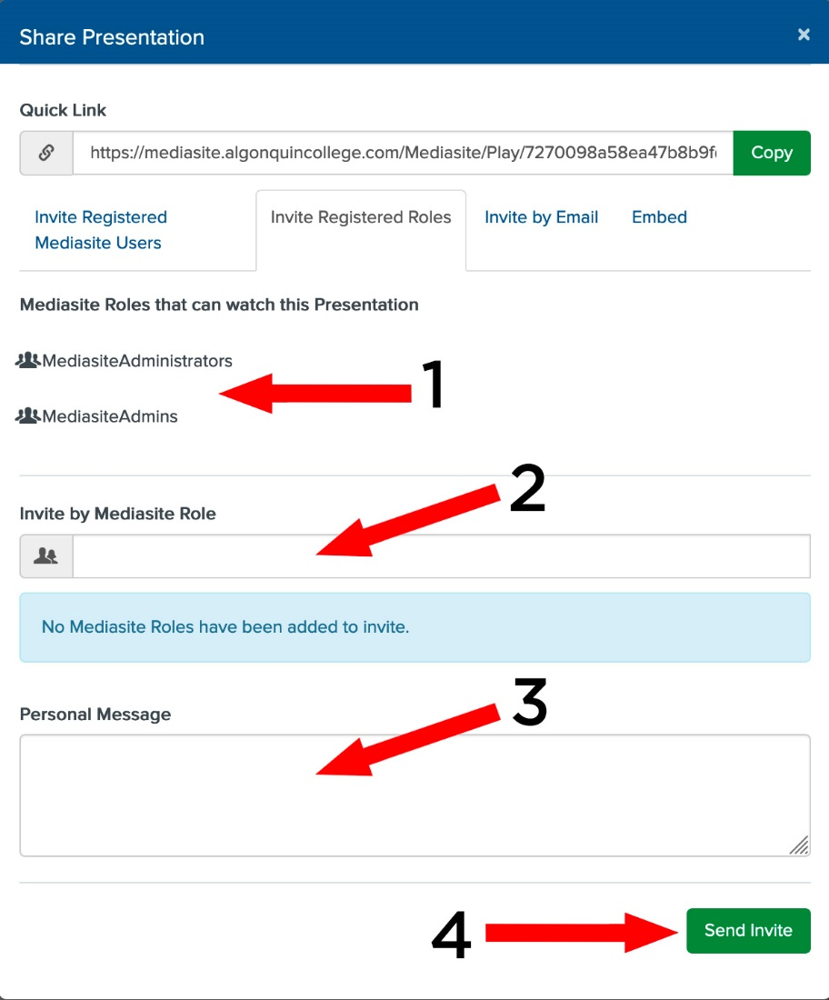 Share Presentation ×
Quick Link
https://mediasite.algonquincollege.com/Mediasite/Play/7270098a58ea47b8b9f Copy
Invite Registered Mediasite Users
Invite Registered Roles
Invite by Email
Embed
Mediasite Roles that can watch this Presentation
MediasiteAdministrators
1
MediasiteAdmins
2
Invite by Mediasite Role
No Mediasite Roles have been added to invite.
3
Personal Message
4
Send Invite